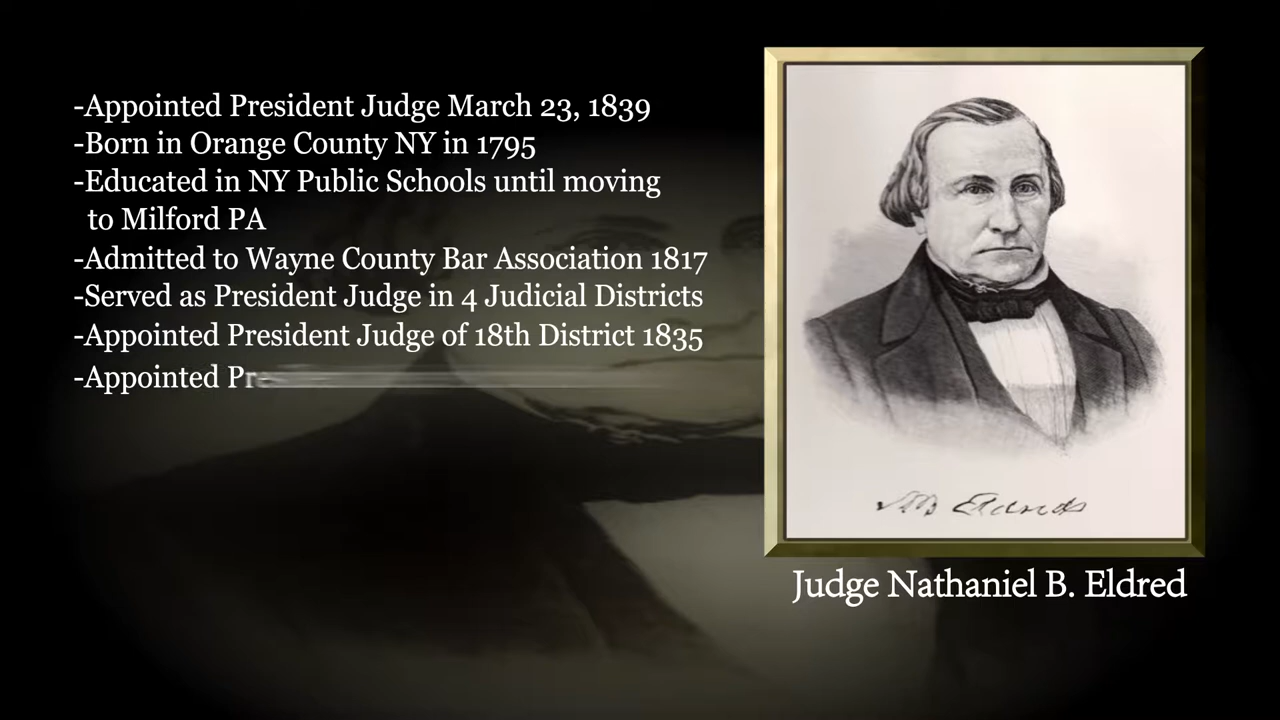 -Appointed President Judge March 23, 1839
-Born in Orange County NY in 1795
-Educated in NY Public Schools until moving
to Milford PA
-Admitted to Wayne County Bar Association 1817
-Served as President Judge in 4 Judicial Districts
-Appointed President Judge of 18th District 1835
-Appointed
Judge Nathaniel B. Eldred